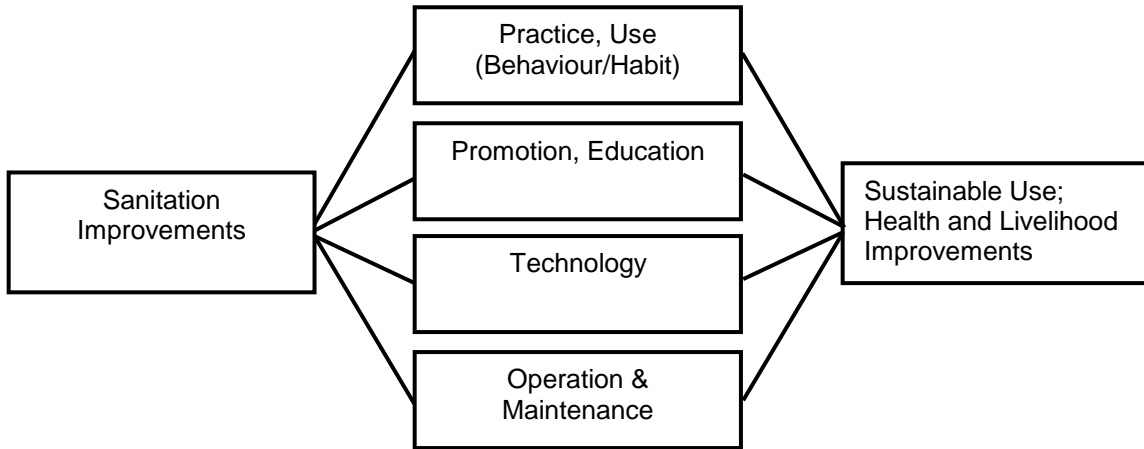 Practice, Use
(Behaviour/Habit)
Promotion, Education
Sanitation
Improvements
Sustainable Use;
Health and Livelihood
Improvements
Technology
Operation &
Maintenance